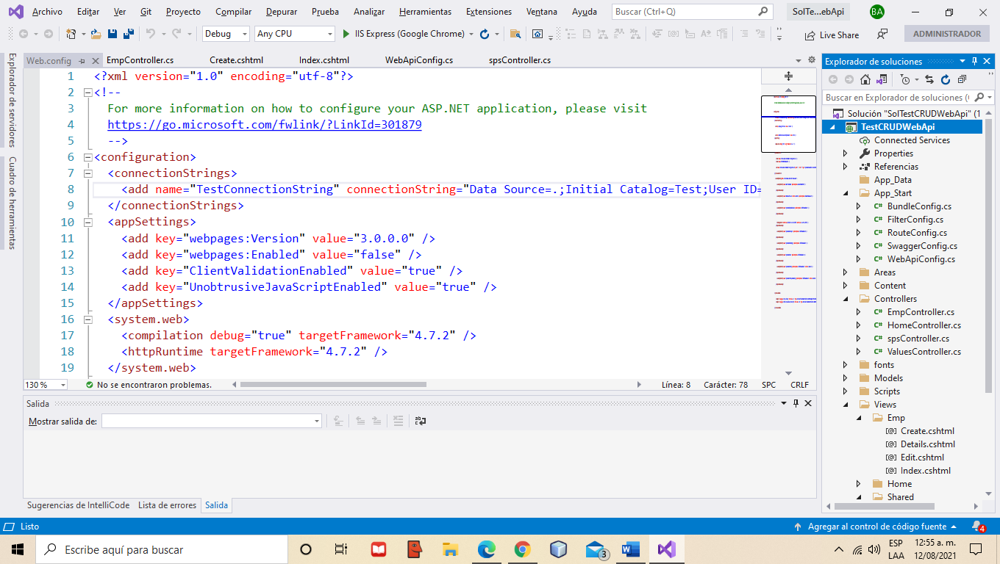 Archivo Editar Ver Git Proyecto Compilar Depurar Prueba Analizar Herramientas Extensiones Ventana Ayuda Buscar (Ctrl+Q) SolTe...ebApi BA
Debug Any CPU IIS Express (Google Chrome) Live Share ADMINISTRADOR
Explorador de servidores
Cuadro de herramientas
Web.config EmpController.cs Create.cshtml Index.cshtml WebApiConfig.cs spsController.cs
1 <?xml version="1.0" encoding="utf-8"?>
2 <!--
3 For more information on how to configure your ASP.NET application, please visit
4 https://go.microsoft.com/fwlink/?LinkId=301879
5 -->
6 <configuration>
7 <connectionStrings>
8 <add name="TestConnectionString" connectionString="Data Source=.;Initial Catalog=Test;User ID=
9 </connectionStrings>
10 <appSettings>
11 <add key="webpages:Version" value="3.0.0.0" />
12 <add key="webpages:Enabled" value="false" />
13 <add key="ClientValidationEnabled" value="true" />
14 <add key="UnobtrusiveJavaScriptEnabled" value="true" />
15 </appSettings>
16 <system.web>
17 <compilation debug="true" targetFramework="4.7.2" />
18 <httpRuntime targetFramework="4.7.2" />
19 </system.web>
130 % No se encontraron problemas. Línea: 8 Carácter: 78 SPC CRLF
Salida
Mostrar salida de:
Sugerencias de IntelliCode Lista de errores Salida
Explorador de soluciones
Buscar en Explorador de soluciones (
Solución "SolTestCRUDWebApi" (1
TestCRUDWebApi
Connected Services
Properties
Referencias
App_Data
App_Start
C# BundleConfig.cs
C# FilterConfig.cs
C# RouteConfig.cs
C# SwaggerConfig.cs
C# WebApiConfig.cs
Areas
Content
Controllers
C# EmpController.cs
C# HomeController.cs
C# spsController.cs
C# ValuesController.cs
fonts
Models
Scripts
Views
Emp
[@] Create.cshtml
[@] Details.cshtml
[@] Edit.cshtml
[@] Index.cshtml
Home
Shared
Listo Agregar al control de código fuente 4
Escribe aquí para buscar 3 ESP LAA 12:55 a. m. 12/08/2021